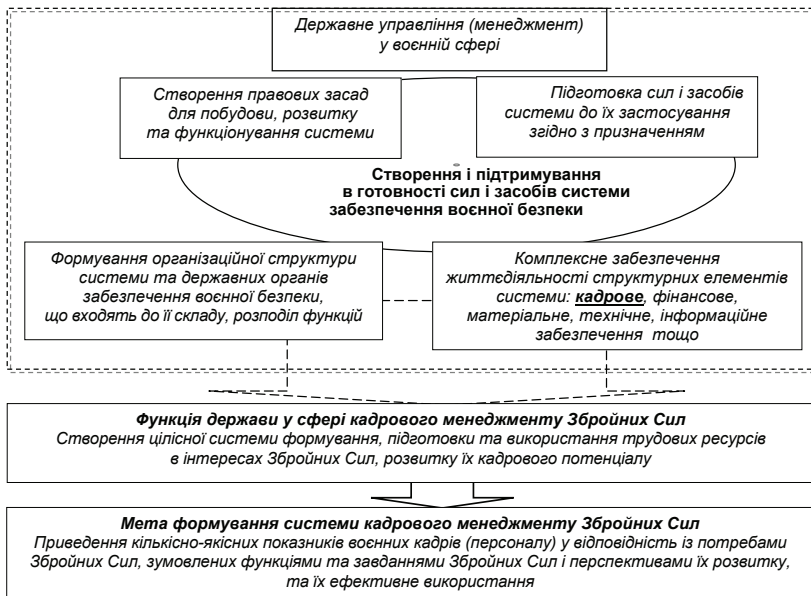 Державне управління (менеджмент)
у воєнній сфері
Створення правових засад
для побудови, розвитку
та функціонування системи
Підготовка сил і засобів
системи до їх застосування
згідно з призначенням
Створення і підтримування
в готовності сил і засобів системи
забезпечення воєнної безпеки
Формування організаційної структури
системи та державних органів
забезпечення воєнної безпеки,
що входять до її складу, розподіл функцій
Комплексне забезпечення
життєдіяльності структурних елементів
системи: кадрове, фінансове,
матеріальне, технічне, інформаційне
забезпечення тощо
Функція держави у сфері кадрового менеджменту Збройних Сил
Створення цілісної системи формування, підготовки та використання трудових ресурсів
в інтересах Збройних Сил, розвитку їх кадрового потенціалу
Мета формування системи кадрового менеджменту Збройних Сил
Приведення кількісно-якісних показників воєнних кадрів (персоналу) у відповідність із потребами
Збройних Сил, зумовлених функціями та завданнями Збройних Сил і перспективами їх розвитку,
та їх ефективне використання